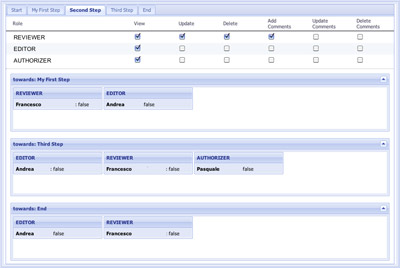 Start My First Step Second Step Third Step End
Role View Update Delete Add Comments Update Comments Delete Comments
REVIEWER
EDITOR
AUTHORIZER
towards: My First Step
REVIEWER EDITOR
Francesco : false Andrea false
towards: Third Step
EDITOR REVIEWER AUTHORIZER
Andrea : false Francesco : false Pasquale false
towards: End
EDITOR REVIEWER
Andrea false Francesco : false